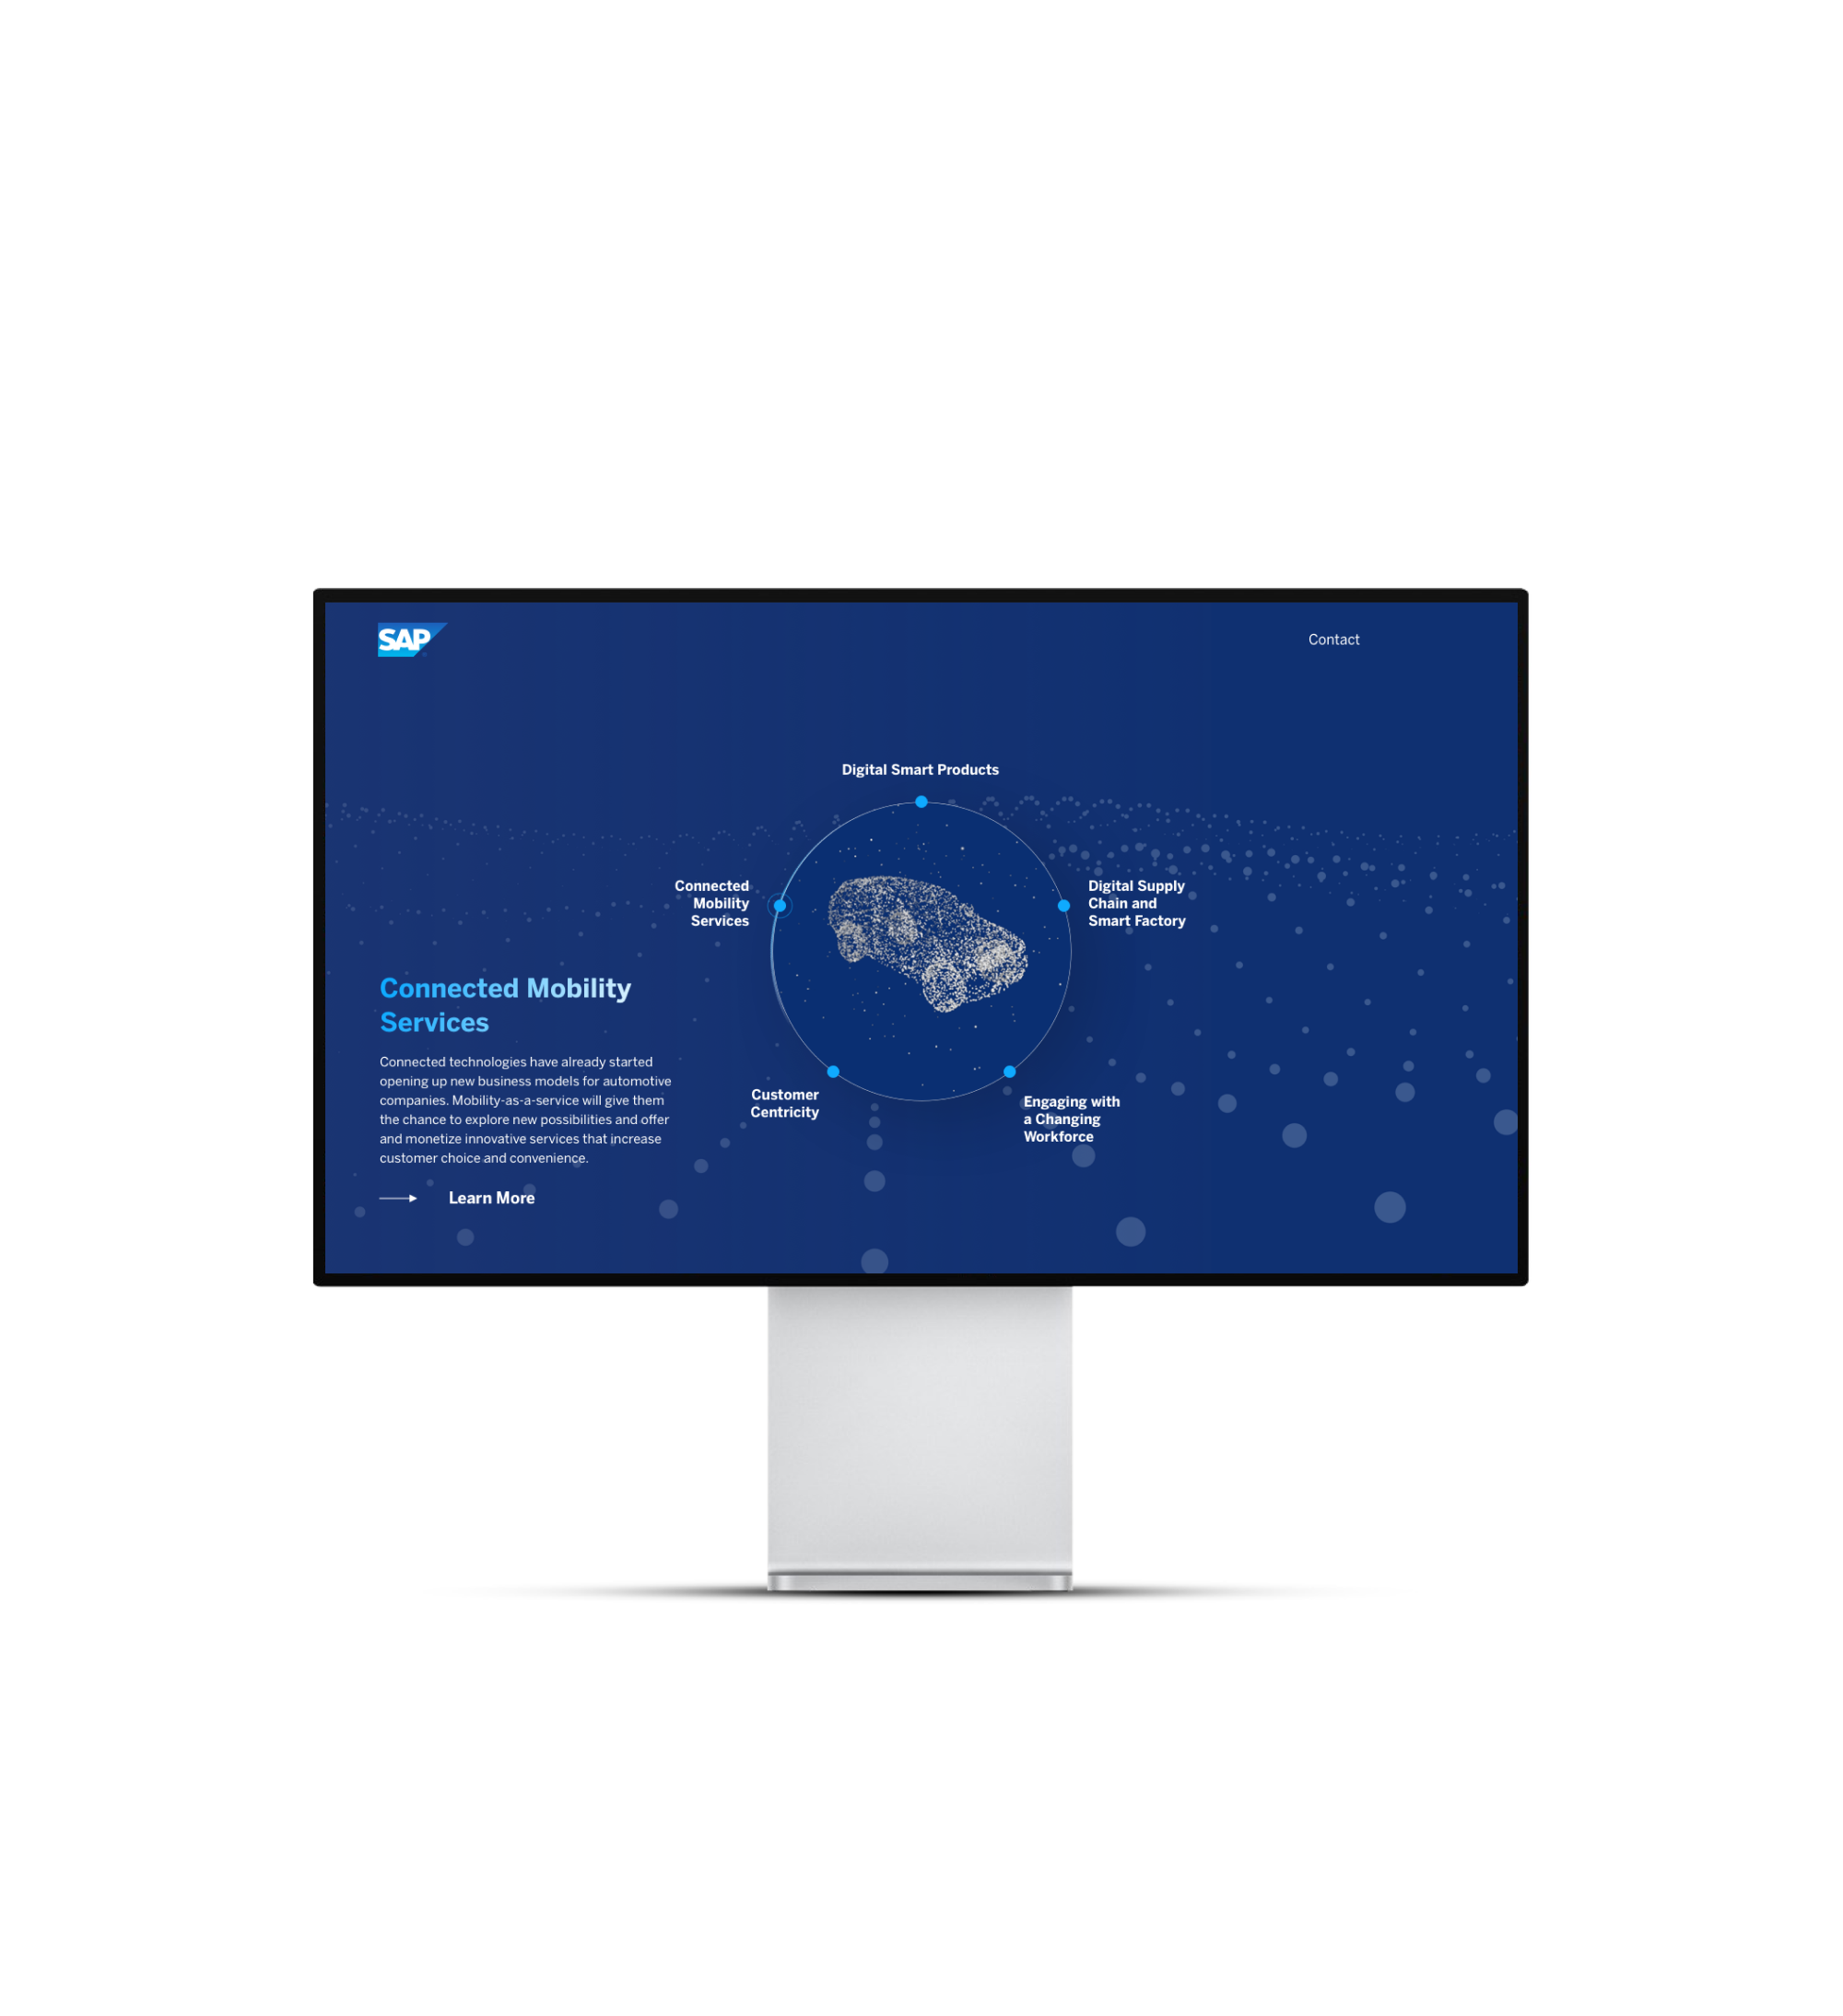 SAP
Contact
Digital Smart Products
Connected
Mobility
Services
Digital Supply
Chain and
Smart Factory
Connected Mobility
Services
Connected technologies have already started
opening up new business models for automotive
companies. Mobility-as-a-service will give them
the chance to explore new possibilities and offer
and monetize innovative services that increase
customer choice and convenience.
Learn More
Customer
Centricity
Engaging with
a Changing
Workforce